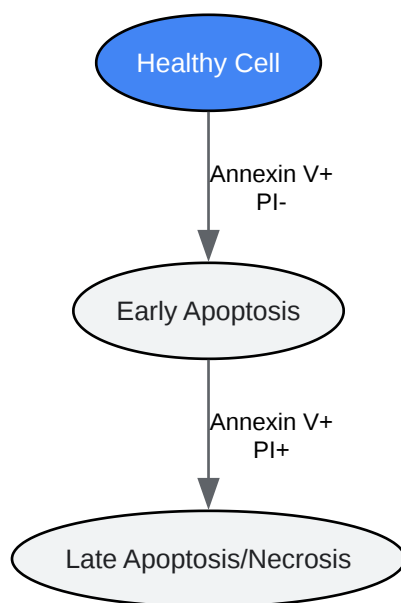 Healthy Cell
Annexin V+
PI-
Early Apoptosis
Annexin V+
PI+
Late Apoptosis/Necrosis